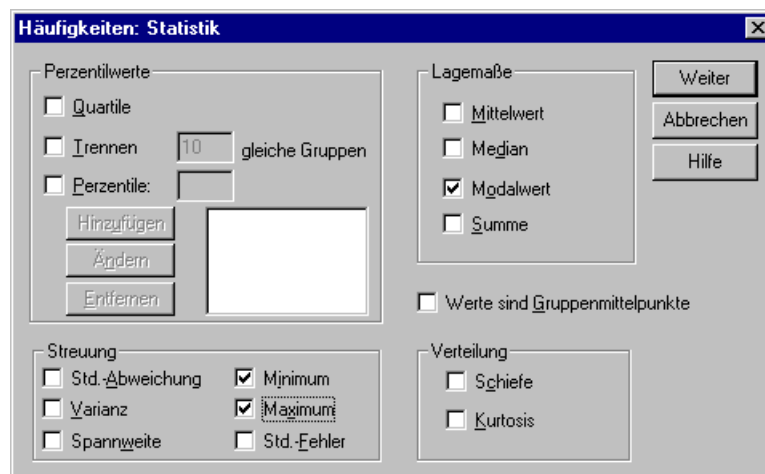 Häufigkeiten: Statistik
Perzentilwerte
Quartile
Trennen 10 gleiche Gruppen
Perzentile:
Hinzufügen
Ändern
Entfernen
Lagemaße
Mittelwert
Median
Modalwert
Summe
Weiter
Abbrechen
Hilfe
Werte sind Gruppenmittelpunkte
Streuung
Std.-Abweichung Minimum
Varianz Maximum
Spannweite Std.-Fehler
Verteilung
Schiefe
Kurtosis